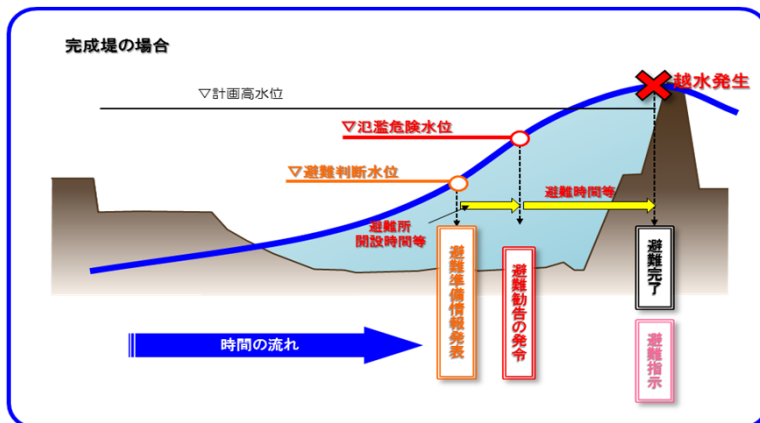 完成堤の場合
▽計画高水位
越水発生
▽氾濫危険水位
▽避難判断水位
避難時間等
避難所
開設時間等
避難準備情報発表
避難勧告の発令
避難完了
避難指示
時間の流れ